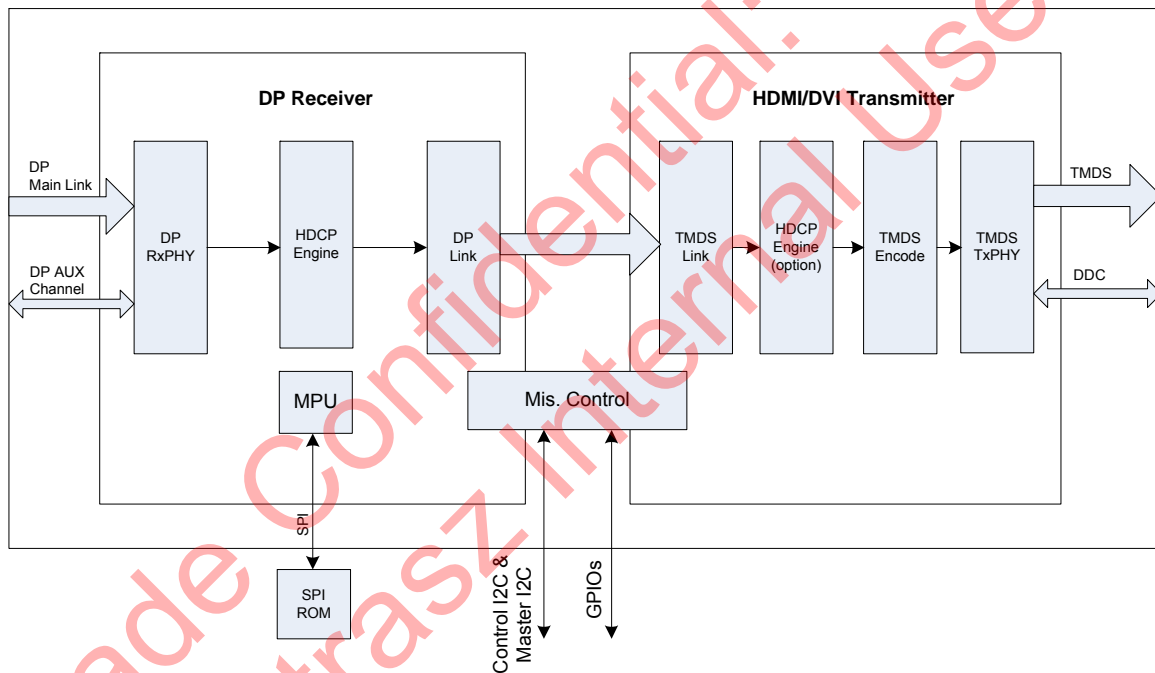 DP Receiver
HDMI/DVI Transmitter
DP
Main Link
DP AUX
Channel
DP
RxPHY
HDCP
Engine
DP
Link
TMDS
Link
HDCP
Engine
(option)
TMDS
Encode
TMDS
TxPHY
TMDS
DDC
MPU
Mis. Control
SPI
SPI
ROM
Control I2C &
Master I2C
GPIOs
ade Confidential.
trasz Internal Use